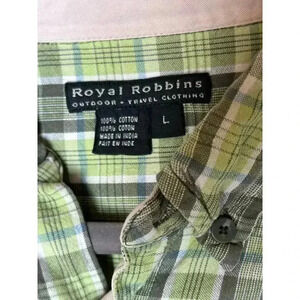 Royal Robbins
OUTDOOR + TRAVEL CLOTHING
100% COTTON
100% COTON
MADE IN INDIA
FAIT EN INDE
L